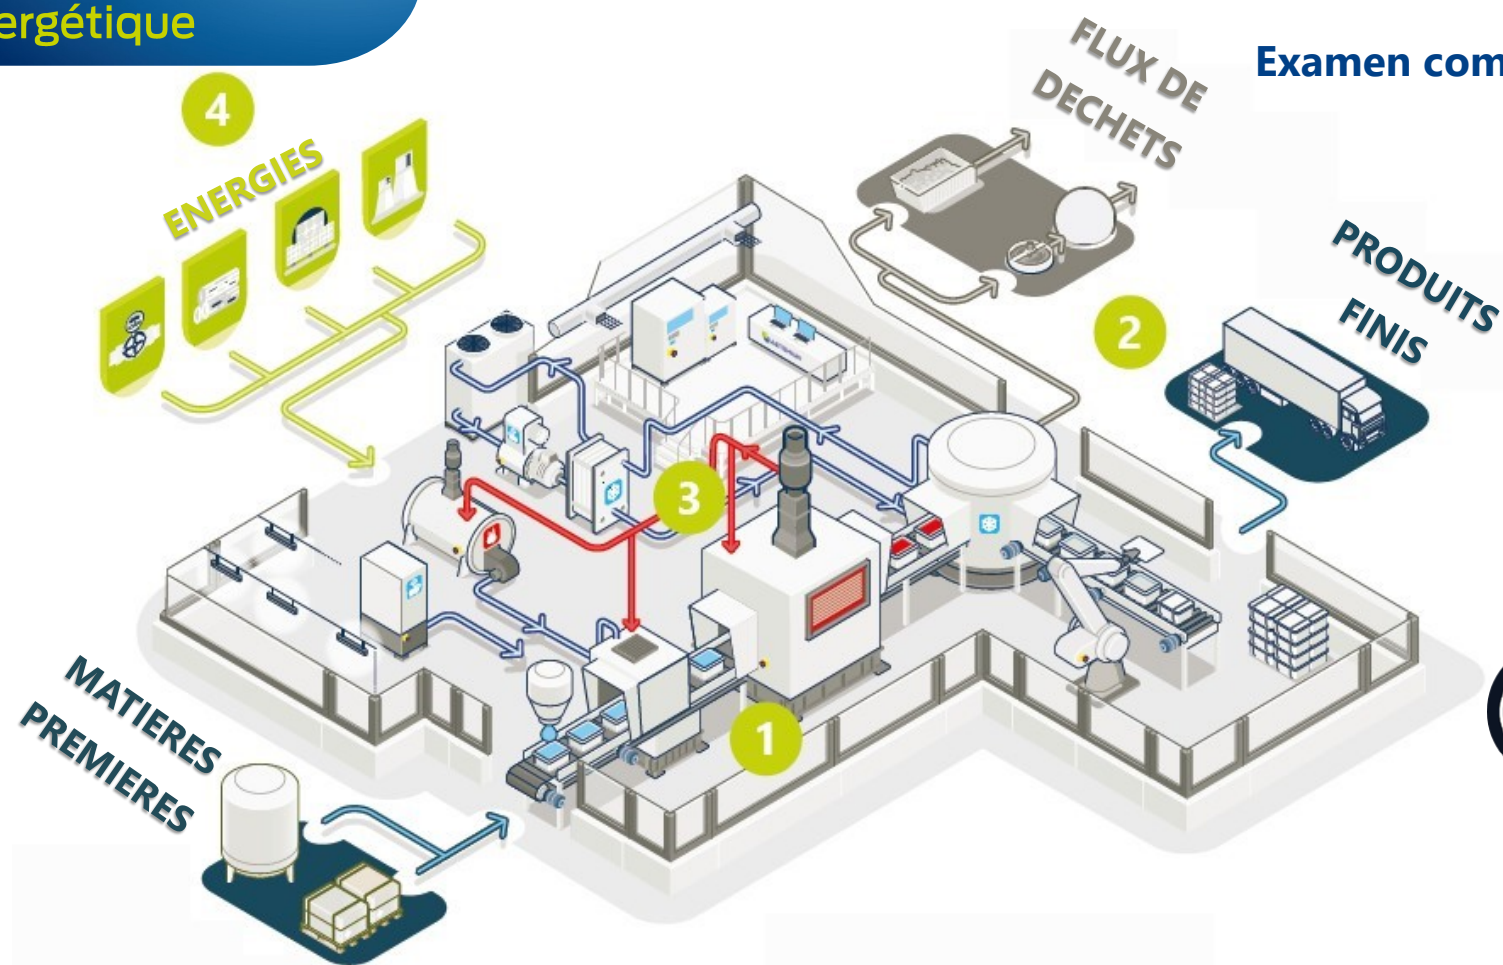 ergétique
Examen com
4
ENERGIES
FLUX DE
DECHETS
PRODUITS
FINIS
2
3
1
MATIERES
PREMIERES